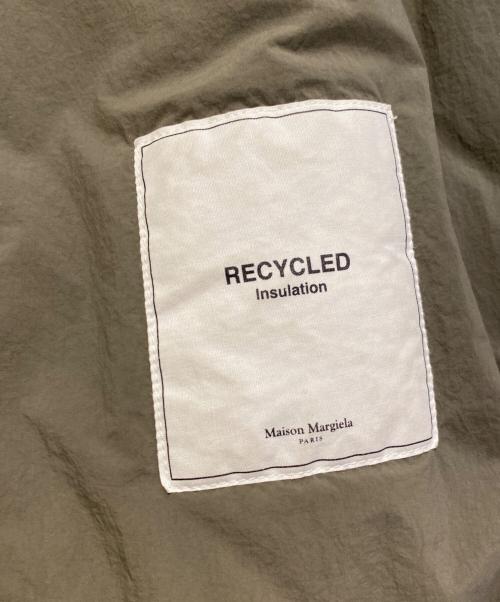 RECYCLED
Insulation
Maison Margiela
PARIS